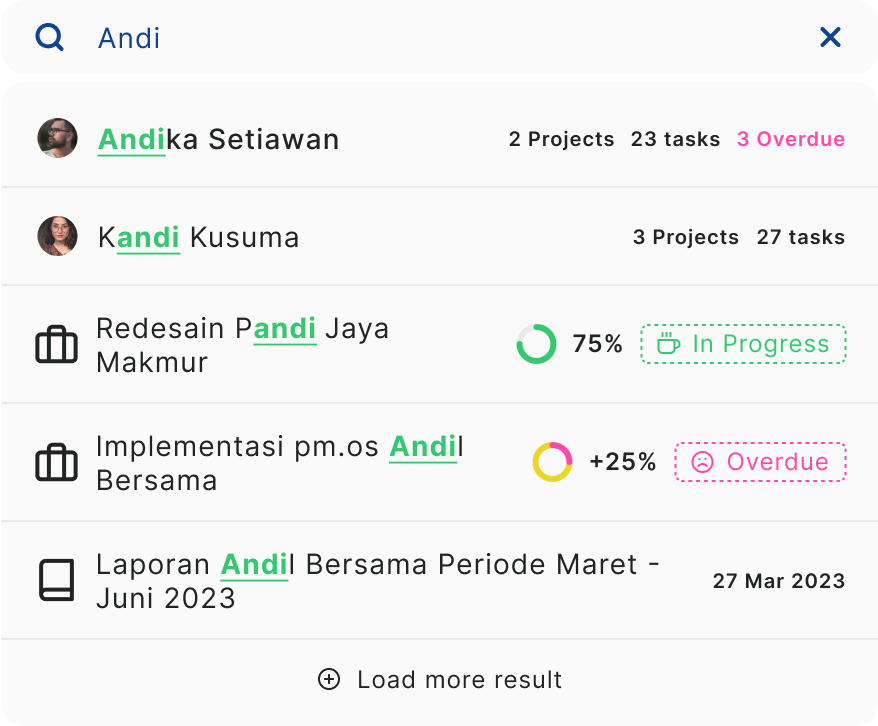 Andi
Andika Setiawan 2 Projects 23 tasks 3 Overdue
Kandi Kusuma 3 Projects 27 tasks
Redesain Pandi Jaya
Makmur
75% In Progress
Implementasi pm.os Andil
Bersama
+25% Overdue
Laporan Andil Bersama Periode Maret -
Juni 2023
27 Mar 2023
Load more result